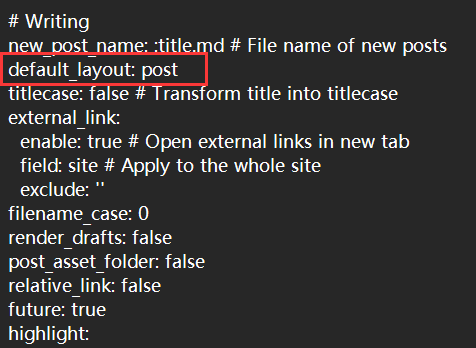 # Writing
new_post_name: :title.md # File name of new posts
default_layout: post
titlecase: false # Transform title into titlecase
external_link:
  enable: true # Open external links in new tab
  field: site # Apply to the whole site
  exclude: ''
filename_case: 0
render_drafts: false
post_asset_folder: false
relative_link: false
future: true
highlight: